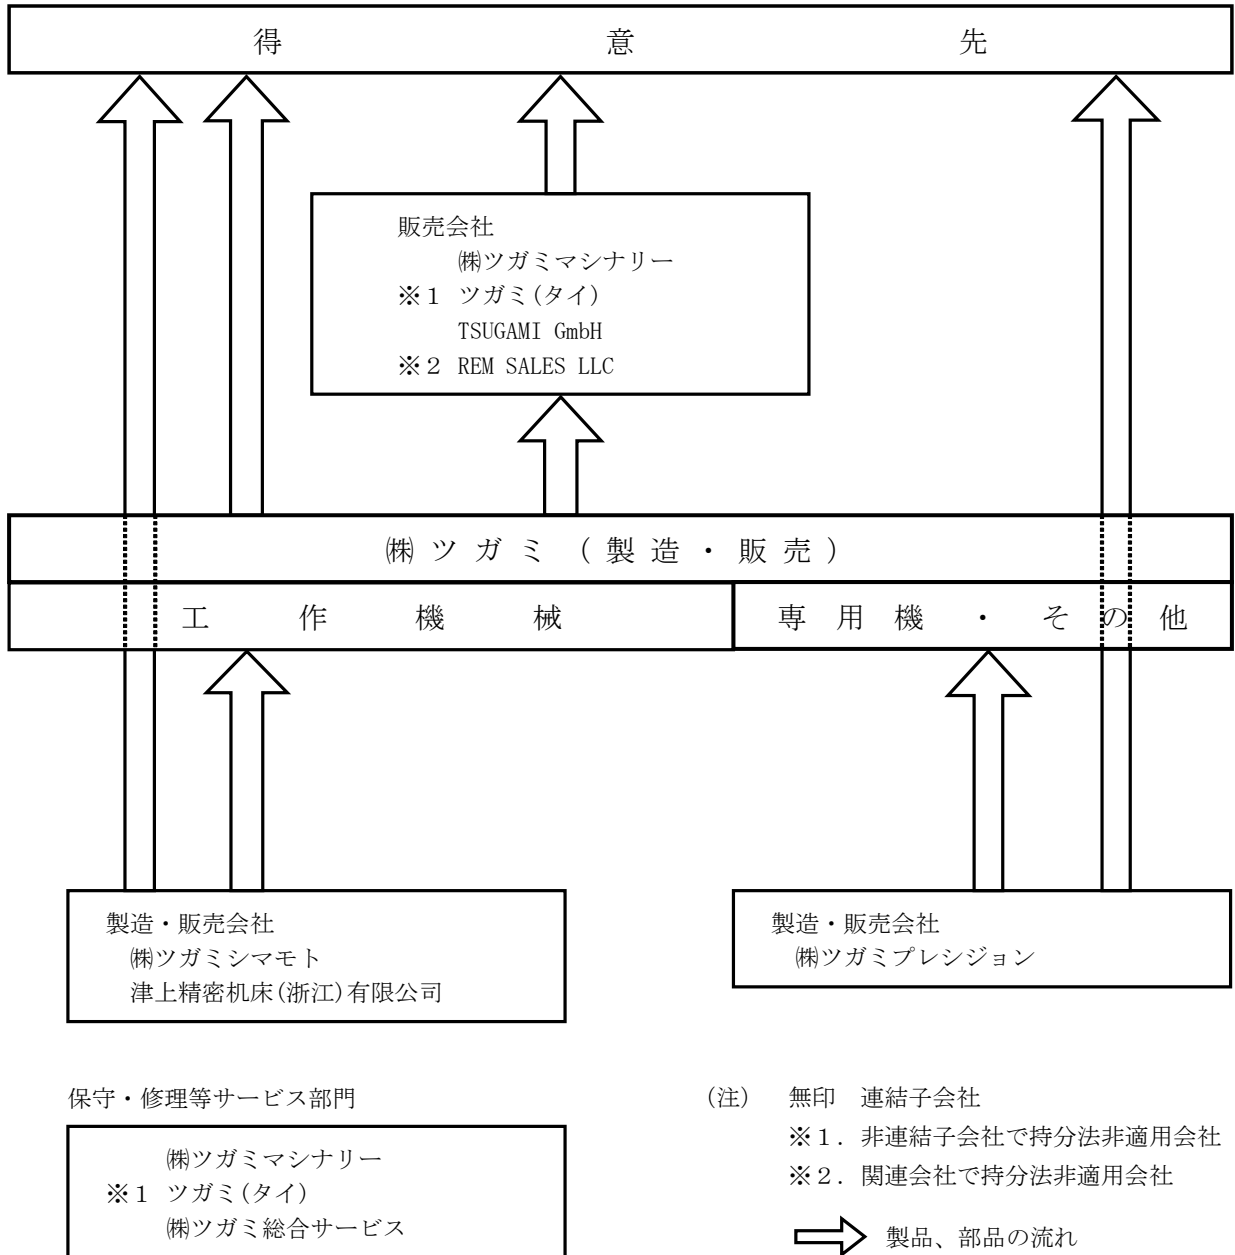 得意先
販売会社
㈱ツガミマシナリー
※１ ツガミ(タイ)
TSUGAMI GmbH
※２ REM SALES LLC
㈱ツガミ（製造・販売）
工作機械
専用機・その他
製造・販売会社
㈱ツガミシマモト
津上精密机床(浙江)有限公司
製造・販売会社
㈱ツガミプレシジョン
保守・修理等サービス部門
㈱ツガミマシナリー
※１ ツガミ(タイ)
㈱ツガミ総合サービス
（注） 無印 連結子会社
※１．非連結子会社で持分法非適用会社
※２．関連会社で持分法非適用会社
製品、部品の流れ